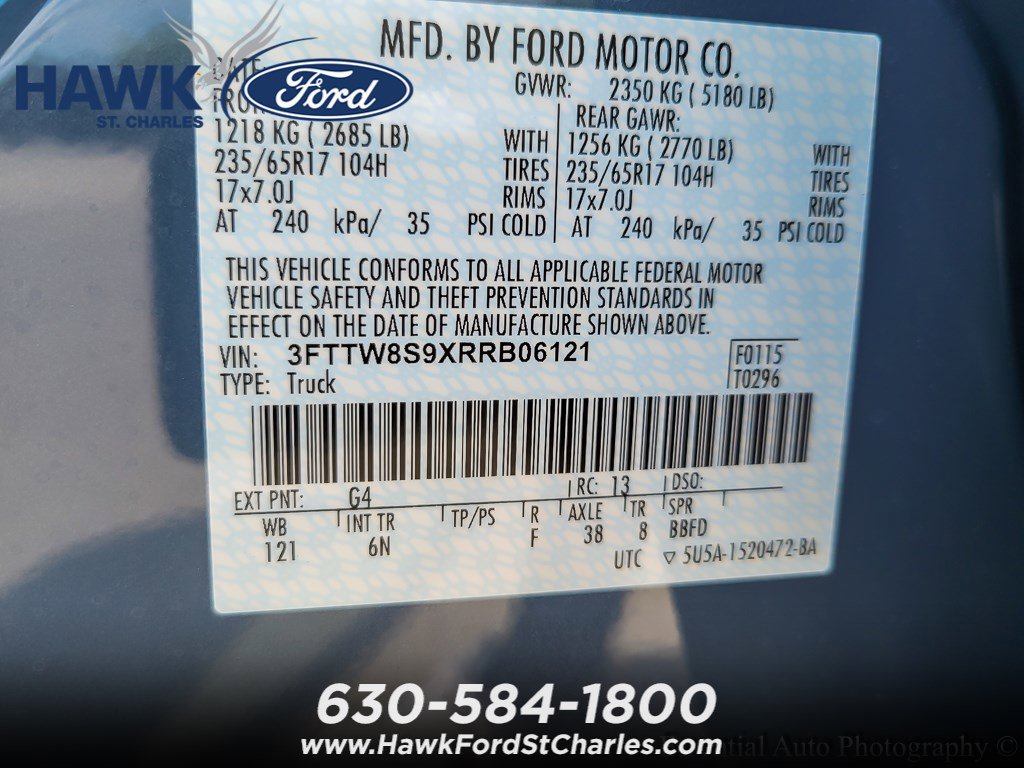 HAWK
ST. CHARLES
Ford
MFD. BY FORD MOTOR CO.
GVWR: 2350 KG ( 5180 LB)
REAR GAWR:
1218 KG ( 2685 LB) WITH 1256 KG ( 2770 LB) WITH
235/65R17 104H TIRES 235/65R17 104H TIRES
17x7.0J RIMS 17x7.0J RIMS
AT 240 kPa/ 35 PSI COLD AT 240 kPa/ 35 PSI COLD
THIS VEHICLE CONFORMS TO ALL APPLICABLE FEDERAL MOTOR
VEHICLE SAFETY AND THEFT PREVENTION STANDARDS IN
EFFECT ON THE DATE OF MANUFACTURE SHOWN ABOVE.
VIN: 3FTTW8S9XRRB06121 F0115
TYPE: Truck T0296
EXT PNT: G4 RC: 13 DSO:
WB INT TR TP/PS R AXLE TR SPR
121 6N F 38 8 BBFD
UTC ▽ 5U5A-1520472-BA
630-584-1800
www.HawkFordStCharles.com
Auto Photography ©